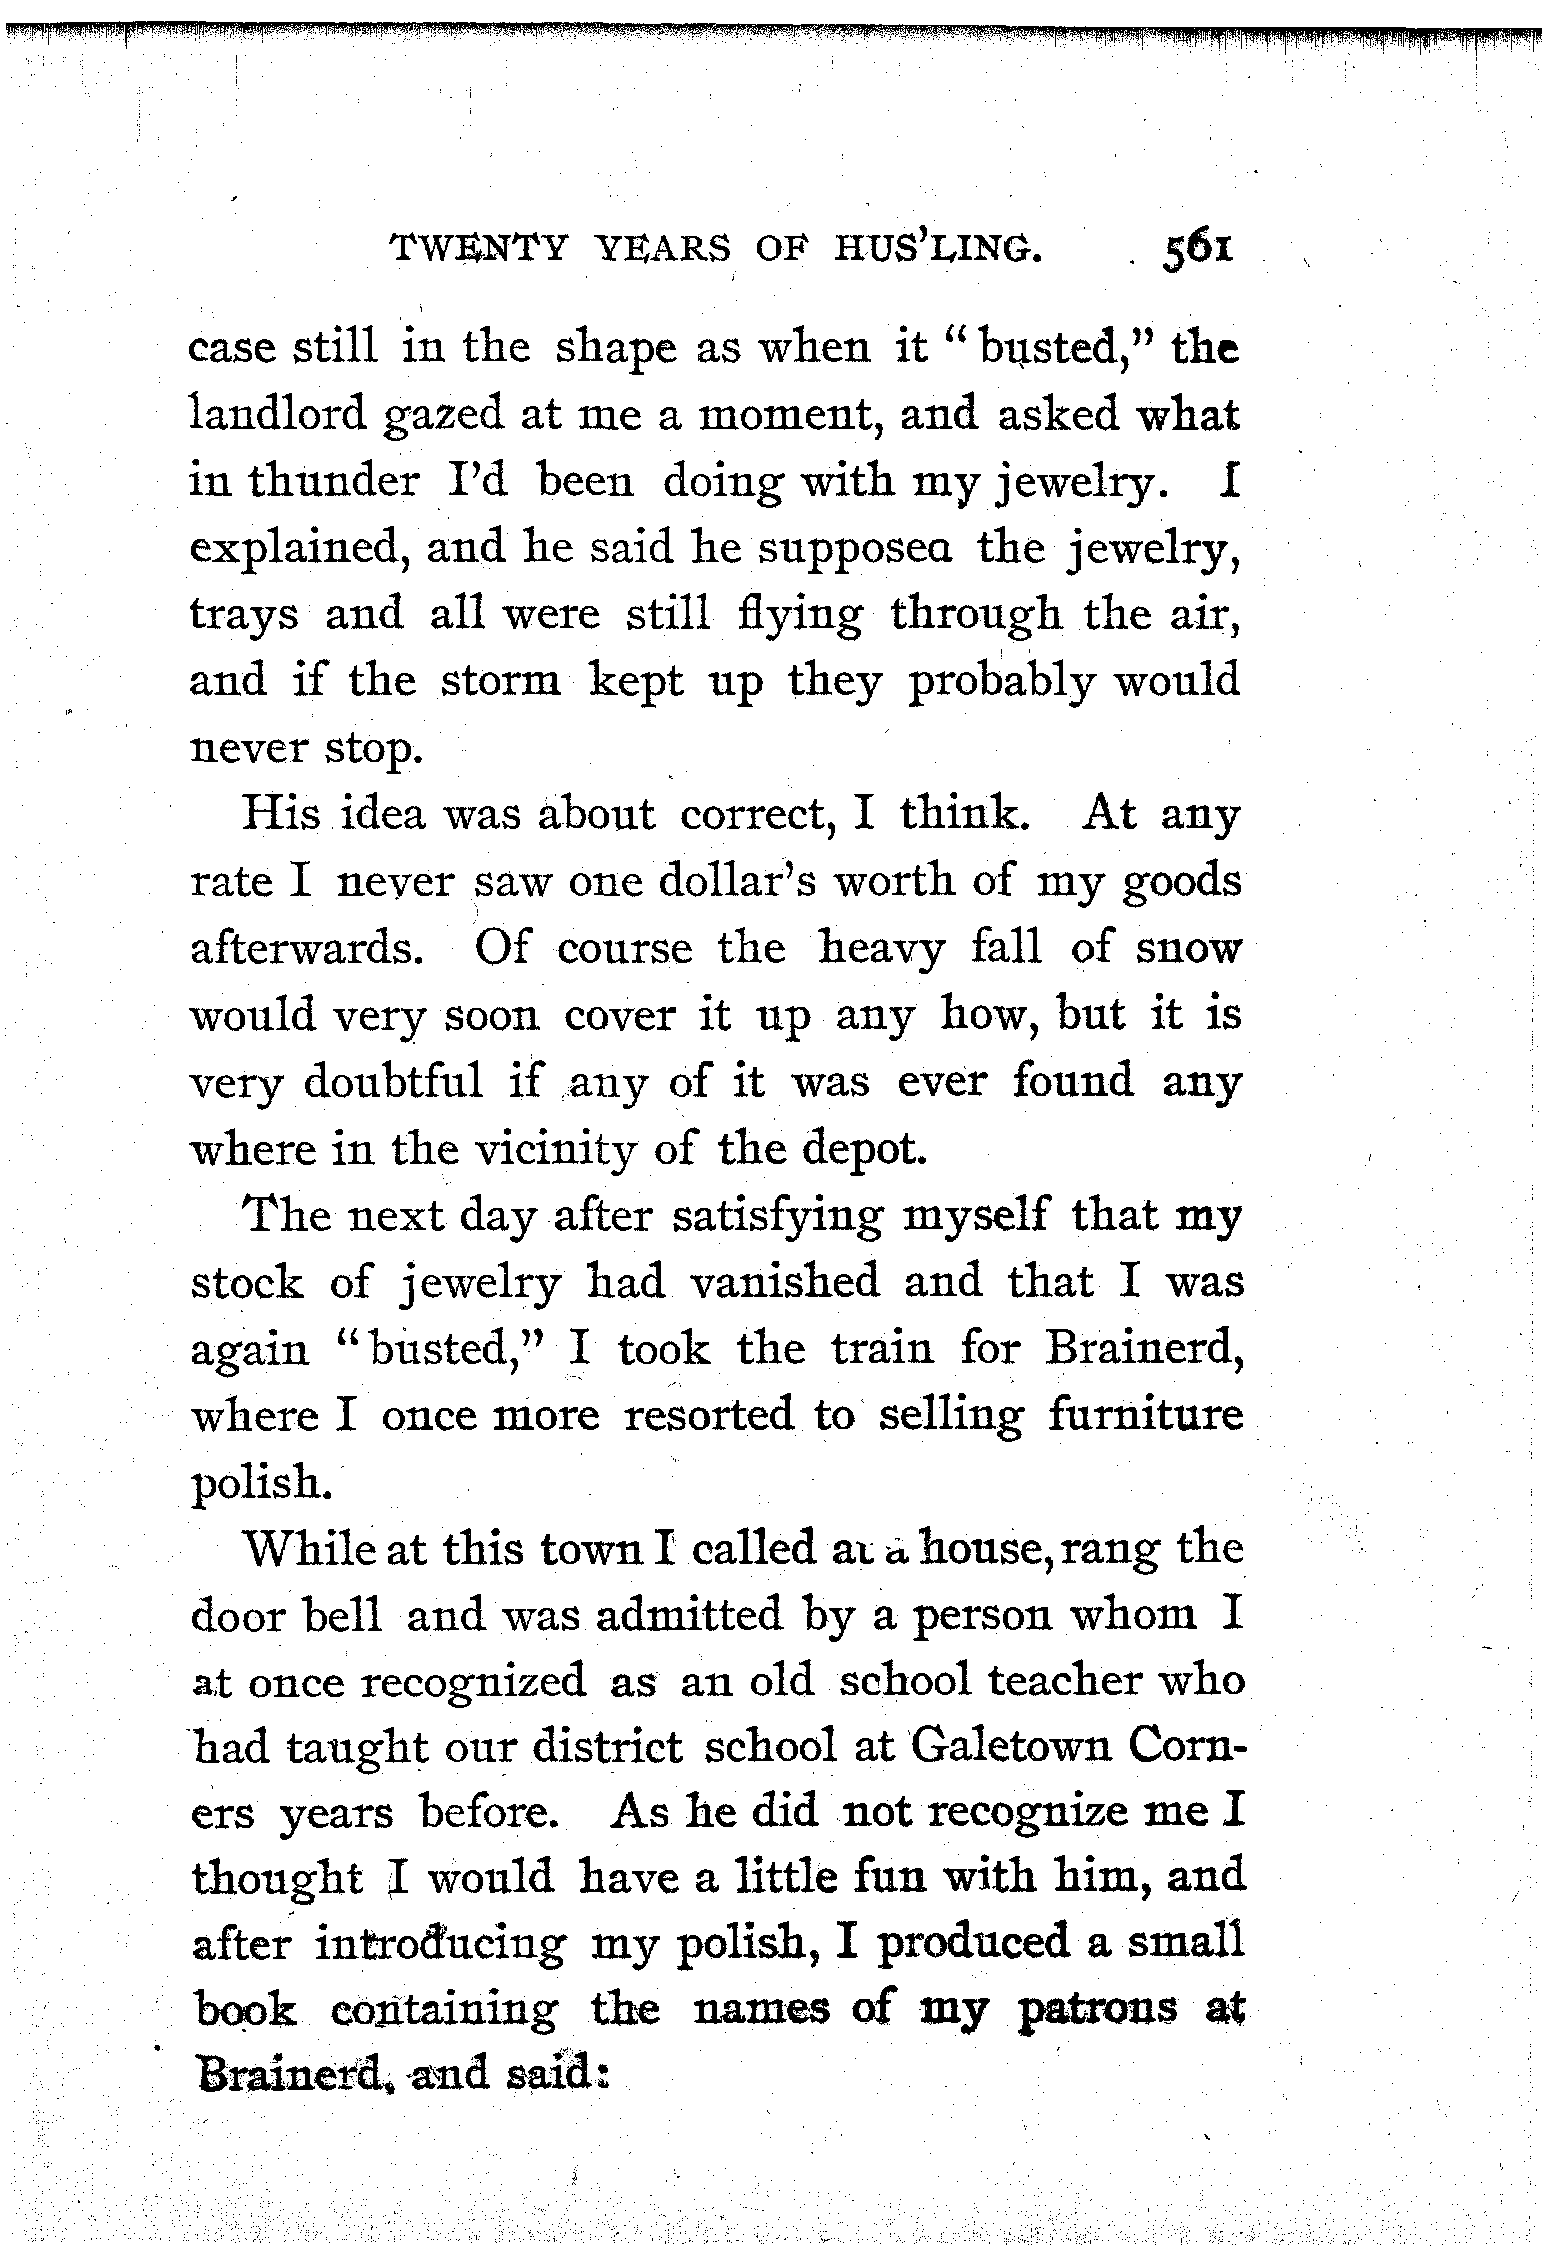 TWENTY YEARS OF HUS'LING. 561
case still in the shape as when it "busted," the
landlord gazed at me a moment, and asked what
in thunder I'd been doing with my jewelry. I
explained, and he said he supposed the jewelry,
trays and all were still flying through the air,
and if the storm kept up they probably would
never stop.
His idea was about correct, I think. At any
rate I never saw one dollar's worth of my goods
afterwards. Of course the heavy fall of snow
would very soon cover it up any how, but it is
very doubtful if any of it was ever found any
where in the vicinity of the depot.
The next day after satisfying myself that my
stock of jewelry had vanished and that I was
again "busted," I took the train for Brainerd,
where I once more resorted to selling furniture
polish.
While at this town I called at a house, rang the
door bell and was admitted by a person whom I
at once recognized as an old school teacher who
had taught our district school at Galetown Corn-
ers years before. As he did not recognize me I
thought I would have a little fun with him, and
after introducing my polish, I produced a small
book containing the names of my patrons at
Brainerd, and said: